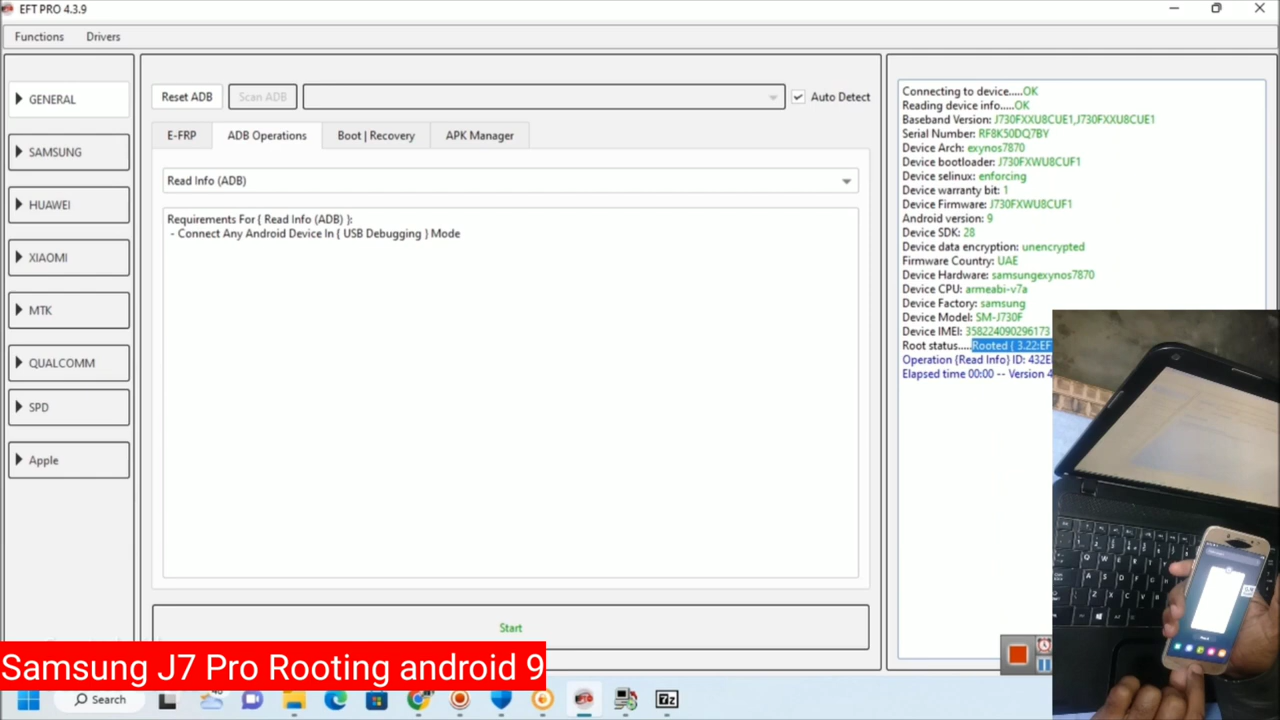 EFT PRO 4.3.9
Functions Drivers
Reset ADB Scan ADB Auto Detect
GENERAL
SAMSUNG
HUAWEI
XIAOMI
MTK
QUALCOMM
SPD
Apple
E-FRP ADB Operations Boot | Recovery APK Manager
Read Info (ADB)
Requirements For { Read Info (ADB) }:
- Connect Any Android Device In { USB Debugging } Mode
Start
Connecting to device.....OK
Reading device info.....OK
Baseband Version: J730FXXU8CUE1,J730FXXU8CUE1
Serial Number: RF8K50DQ7BY
Device Arch: exynos7870
Device bootloader: J730FXWU8CUF1
Device selinux: enforcing
Device warranty bit: 1
Device Firmware: J730FXWU8CUF1
Android version: 9
Device SDK: 28
Device data encryption: unencrypted
Firmware Country: UAE
Device Hardware: samsungexynos7870
Device CPU: armeabi-v7a
Device Factory: samsung
Device Model: SM-J730F
Device IMEI: 358224090296173
Root status.....Rooted { 3.22:EF
Operation {Read Info} ID: 432E
Elapsed time 00:00 -- Version 4
Samsung J7 Pro Rooting android 9
Search